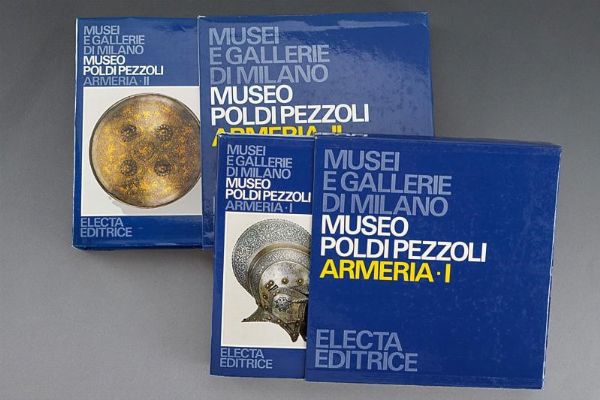 MUSEI
E GALLERIE
DI MILANO
MUSEO
POLDI PEZZOLI
ARMERIA · II
ELECTA
EDITRICE
MUSEI
E GALLERIE
DI MILANO
MUSEO
POLDI PEZZOLI
ARMERIA · II
MUSEI
E GALLERIE
DI MILANO
MUSEO
POLDI PEZZOLI
ARMERIA · I
ELECTA
EDITRICE
MUSEI
E GALLERIE
DI MILANO
MUSEO
POLDI PEZZOLI
ARMERIA · I
ELECTA
EDITRICE